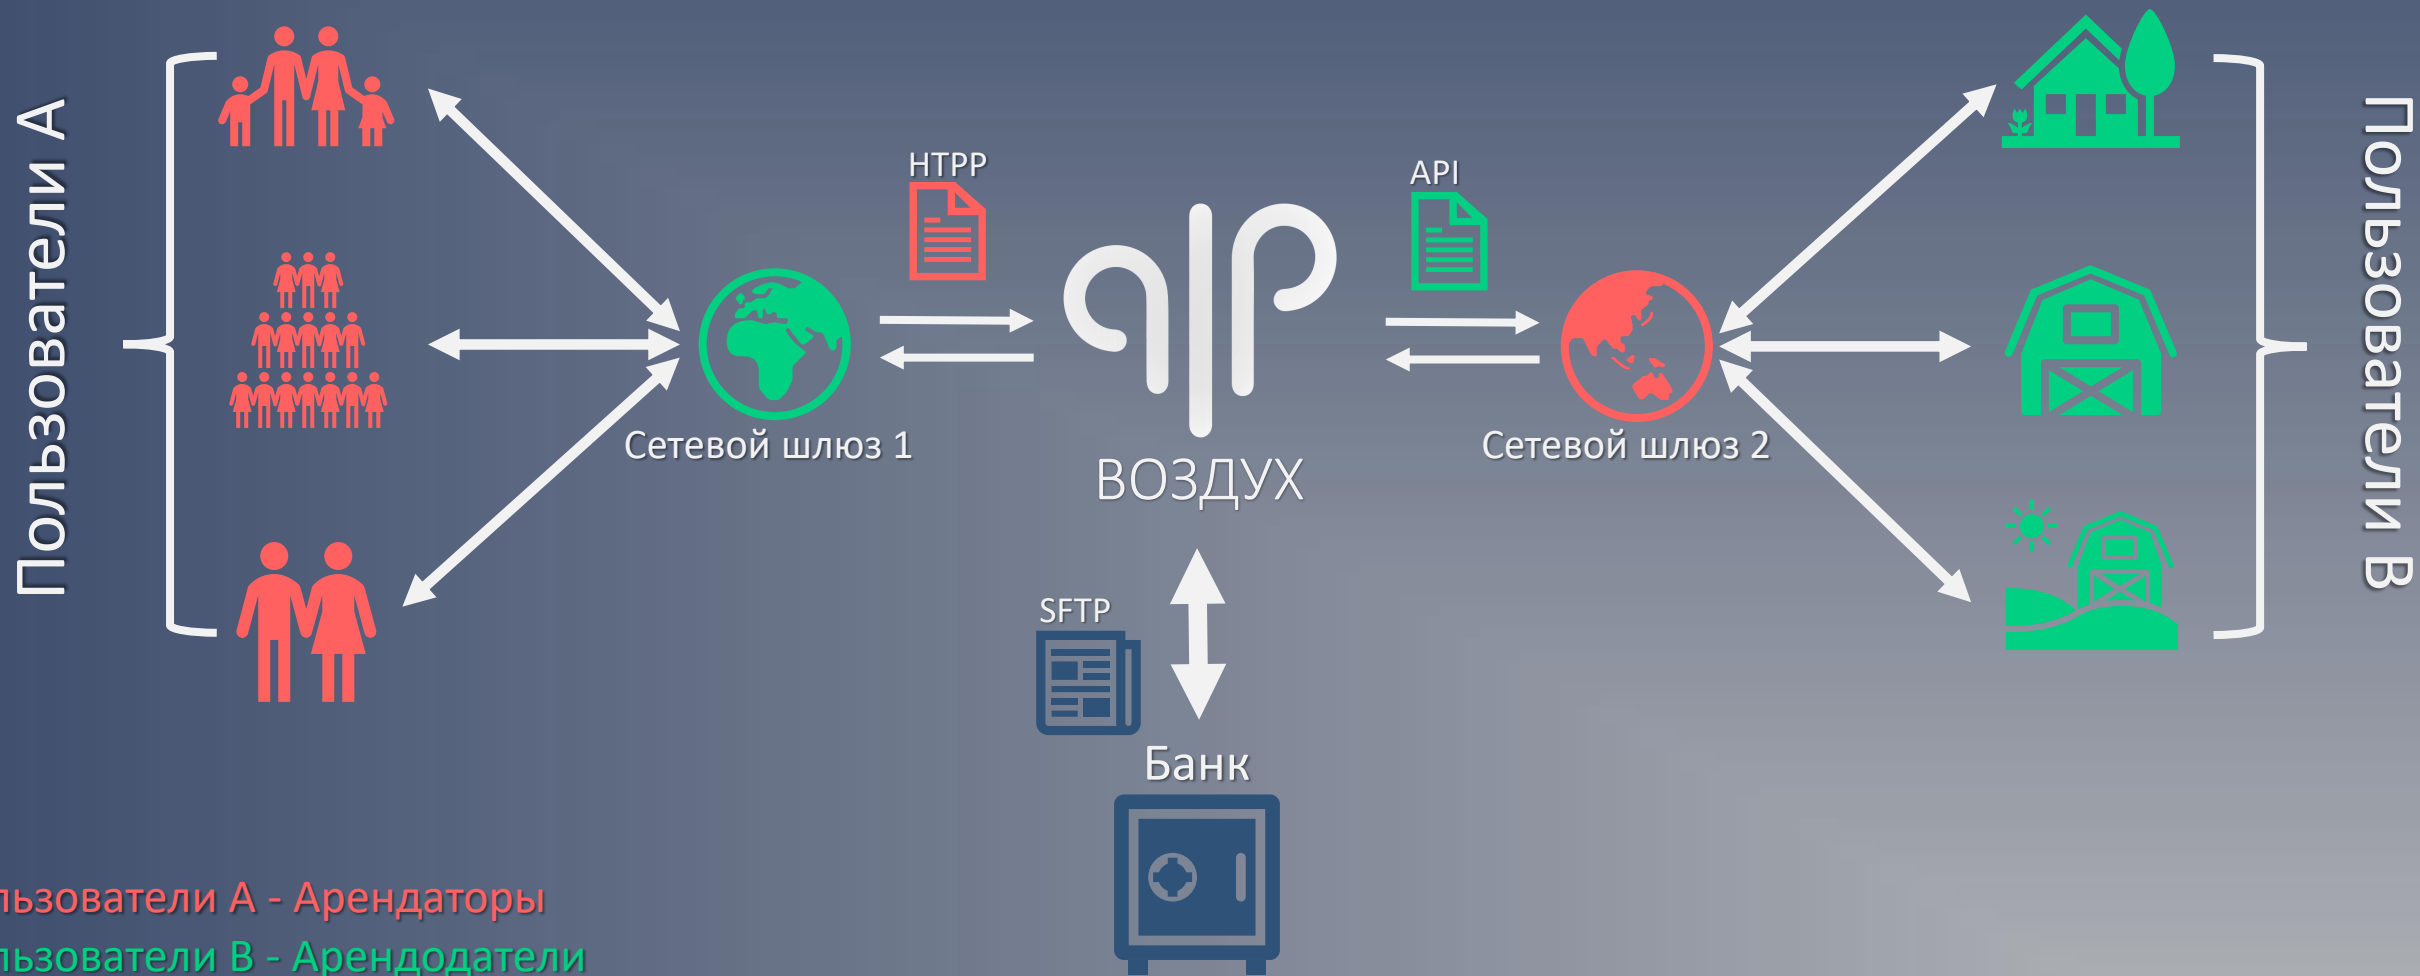 Пользователи А
HTPP
API
Пользователи В
Сетевой шлюз 1
Сетевой шлюз 2
ВОЗДУХ
SFTP
Банк
льзователи А - Арендаторы
льзователи В - Арендодатели